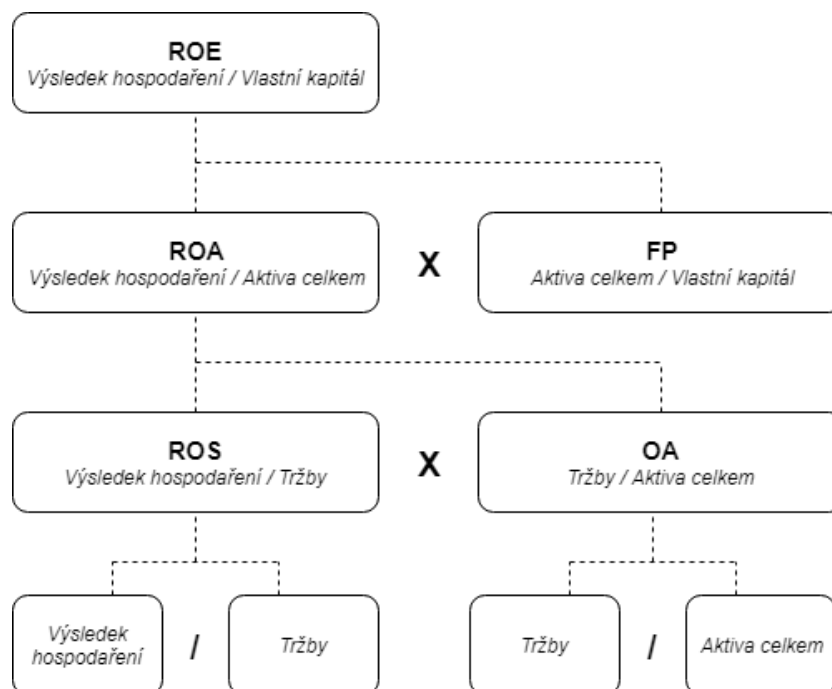 ROE
Výsledek hospodaření / Vlastní kapitál
ROA
Výsledek hospodaření / Aktiva celkem
X
FP
Aktiva celkem / Vlastní kapitál
ROS
Výsledek hospodaření / Tržby
X
OA
Tržby / Aktiva celkem
Výsledek
hospodaření
/
Tržby
Tržby
/
Aktiva celkem